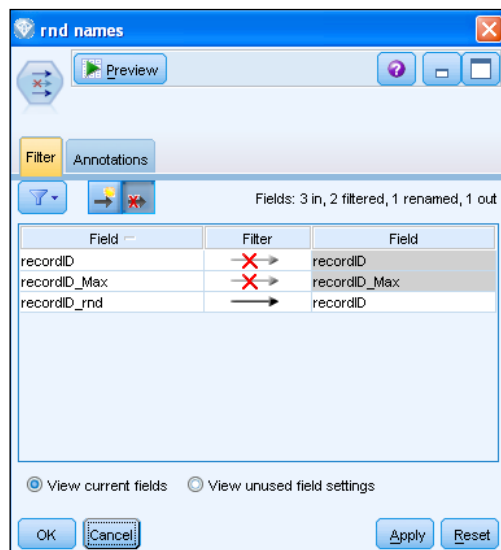 rnd names
Preview
Filter Annotations
Fields: 3 in, 2 filtered, 1 renamed, 1 out
Field Filter Field
recordID recordID
recordID_Max recordID_Max
recordID_rnd recordID
View current fields View unused field settings
OK Cancel Apply Reset